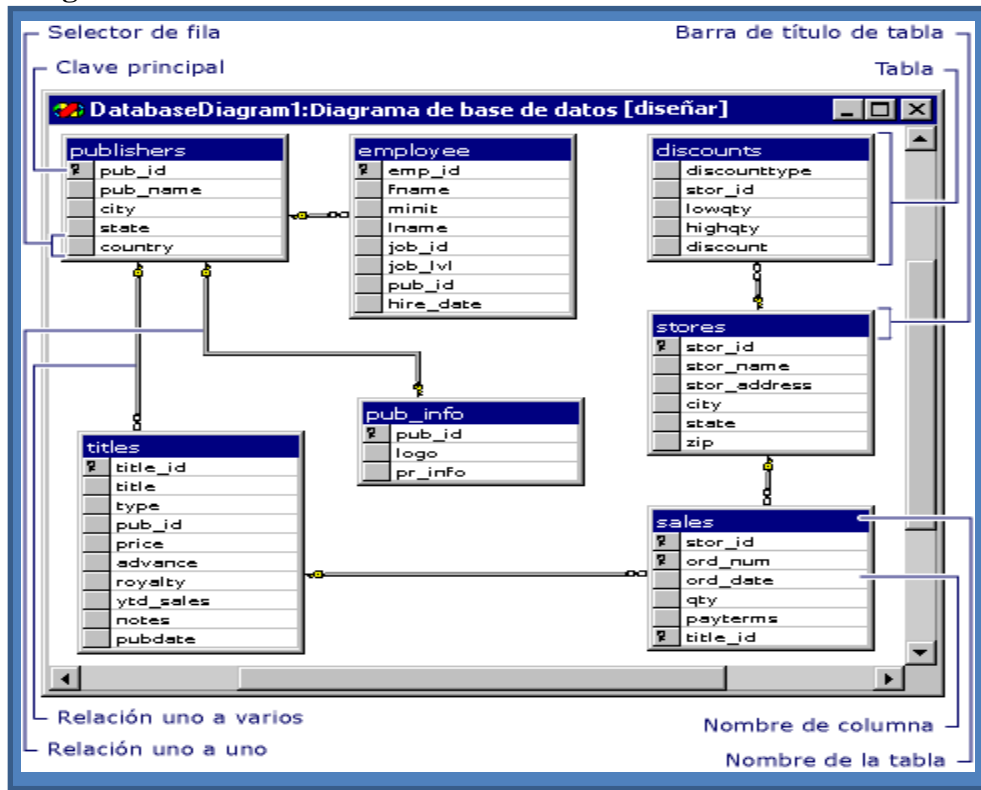 Selector de fila
Barra de título de tabla
Clave principal
Tabla
DatabaseDiagram1:Diagrama de base de datos [diseñar]
publishers
pub_id
pub_name
city
state
country
employee
emp_id
fname
minit
lname
job_id
job_lvl
pub_id
hire_date
discounts
discounttype
stor_id
lowqty
highqty
discount
stores
stor_id
stor_name
stor_address
city
state
zip
pub_info
pub_id
logo
pr_info
titles
title_id
title
type
pub_id
price
advance
royalty
ytd_sales
notes
pubdate
sales
stor_id
ord_num
ord_date
qty
payterms
title_id
Relación uno a varios
Nombre de columna
Relación uno a uno
Nombre de la tabla